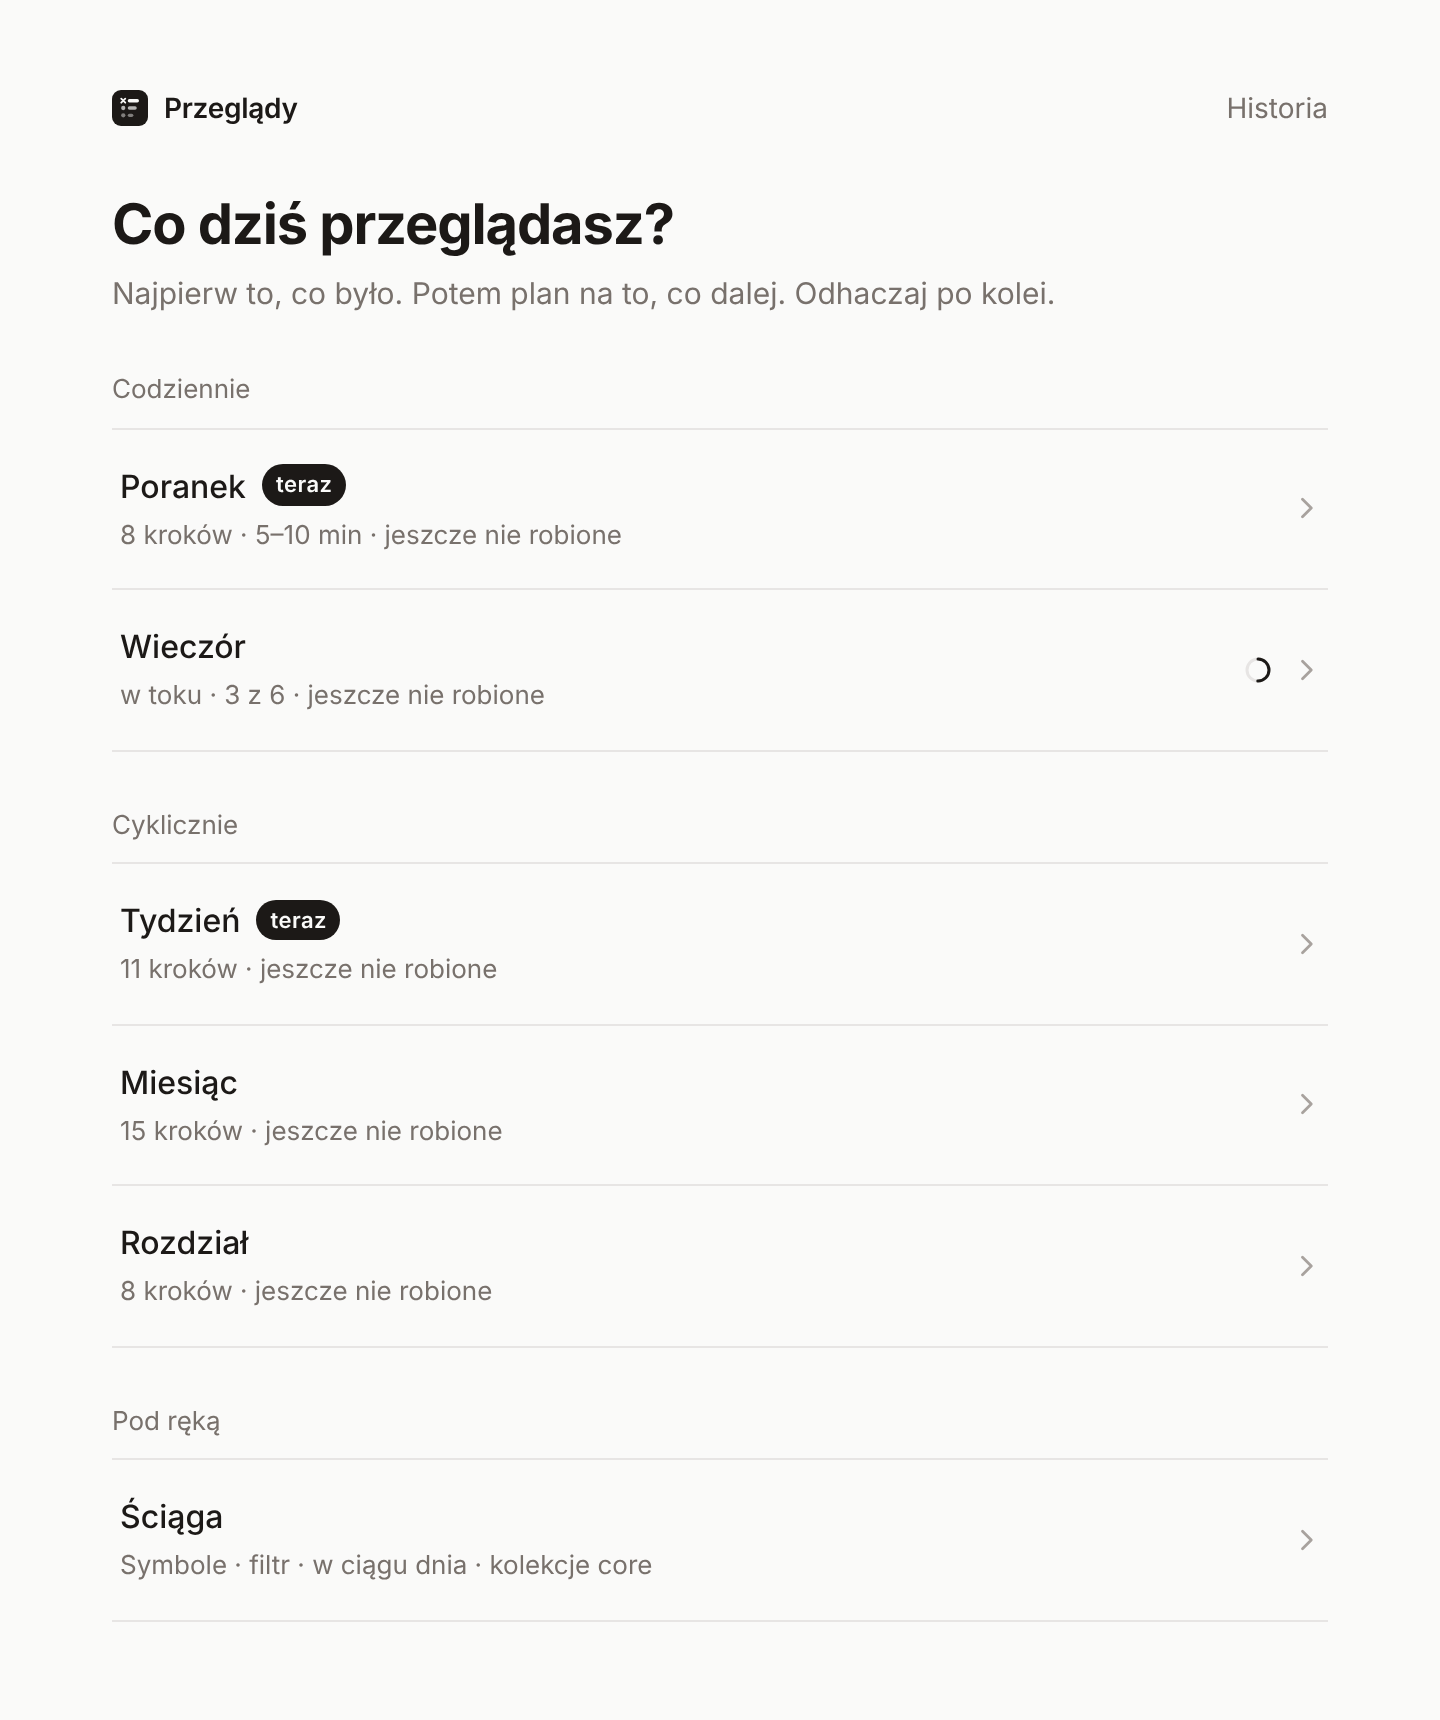 Przeglądy
Historia
Co dziś przeglądasz?
Najpierw to, co było. Potem plan na to, co dalej. Odhaczaj po kolei.
Codziennie
Poranek teraz
8 kroków · 5–10 min · jeszcze nie robione
Wieczór
w toku · 3 z 6 · jeszcze nie robione
Cyklicznie
Tydzień teraz
11 kroków · jeszcze nie robione
Miesiąc
15 kroków · jeszcze nie robione
Rozdział
8 kroków · jeszcze nie robione
Pod ręką
Ściąga
Symbole · filtr · w ciągu dnia · kolekcje core